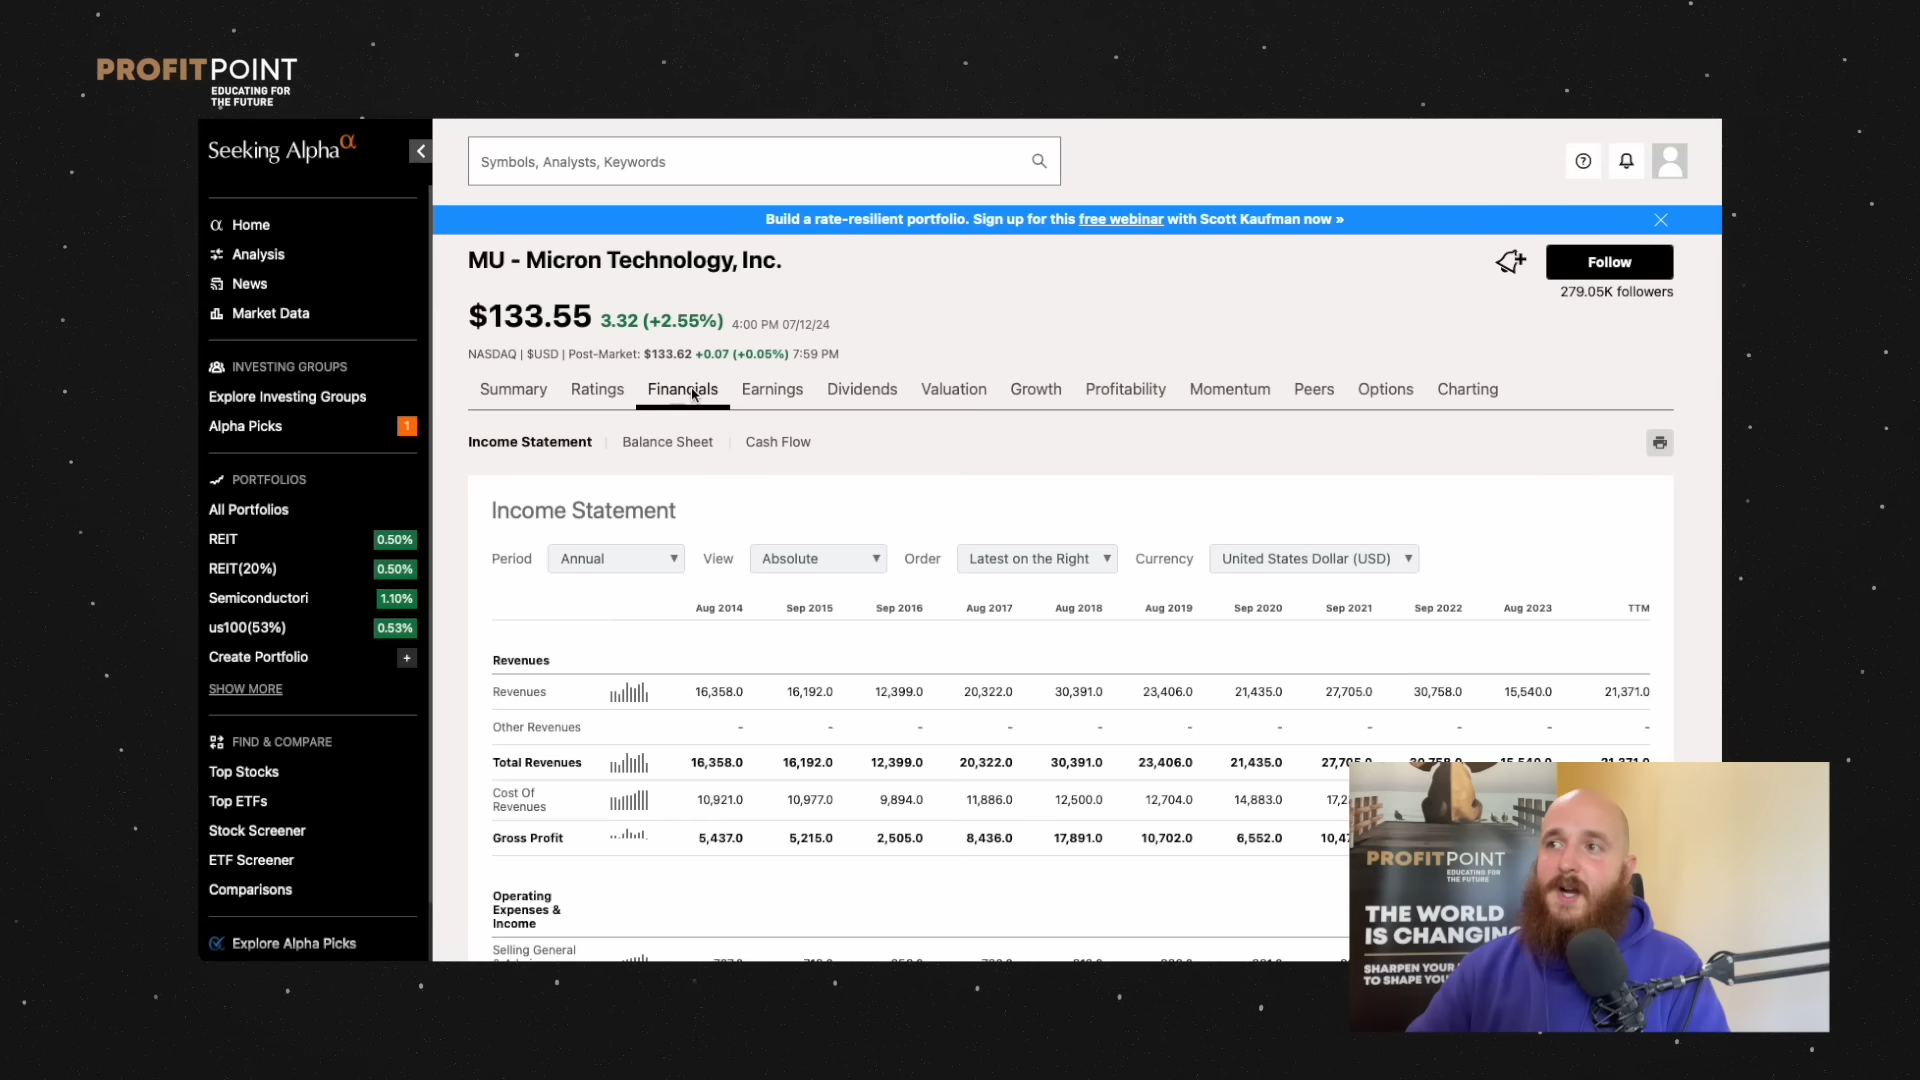 PROFITPOINT
EDUCATING FOR
THE FUTURE
Seeking Alpha α
Symbols, Analysts, Keywords
Build a rate-resilient portfolio. Sign up for this free webinar with Scott Kaufman now »
Home
Analysis
News
Market Data
INVESTING GROUPS
Explore Investing Groups
Alpha Picks 1
PORTFOLIOS
All Portfolios
REIT 0.50%
REIT(20%) 0.50%
Semiconductori 1.10%
us100(53%) 0.53%
Create Portfolio +
SHOW MORE
FIND & COMPARE
Top Stocks
Top ETFs
Stock Screener
ETF Screener
Comparisons
Explore Alpha Picks
MU - Micron Technology, Inc.
Follow
279.05K followers
$133.55 3.32 (+2.55%) 4:00 PM 07/12/24
NASDAQ | $USD | Post-Market: $133.62 +0.07 (+0.05%) 7:59 PM
Summary Ratings Financials Earnings Dividends Valuation Growth Profitability Momentum Peers Options Charting
Income Statement | Balance Sheet | Cash Flow
Income Statement
Period Annual View Absolute Order Latest on the Right Currency United States Dollar (USD)
Aug 2014 Sep 2015 Sep 2016 Aug 2017 Aug 2018 Aug 2019 Sep 2020 Sep 2021 Sep 2022 Aug 2023 TTM
Revenues
Revenues 16,358.0 16,192.0 12,399.0 20,322.0 30,391.0 23,406.0 21,435.0 27,705.0 30,758.0 15,540.0 21,371.0
Other Revenues - - - - - - - - - - -
Total Revenues 16,358.0 16,192.0 12,399.0 20,322.0 30,391.0 23,406.0 21,435.0
Cost Of
Revenues 10,921.0 10,977.0 9,894.0 11,886.0 12,500.0 12,704.0 14,883.0 17,2
Gross Profit 5,437.0 5,215.0 2,505.0 8,436.0 17,891.0 10,702.0 6,552.0 10,4
Operating
Expenses &
Income
Selling General
PROFITPOINT
EDUCATING FOR
THE FUTURE
THE WORLD
IS CHANGING
SHARPEN YOUR
TO SHAPE YOU